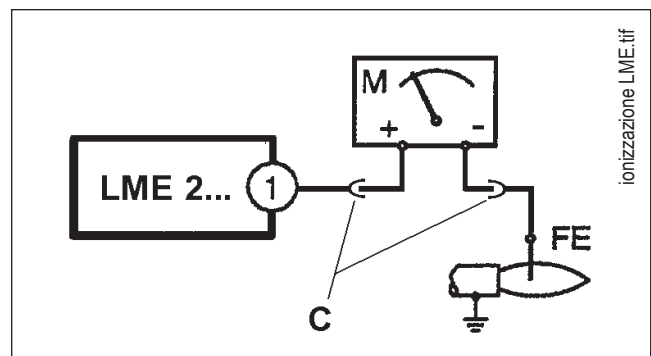 M
+ -
LME 2... 1
FE
C
ionizzazione LME.tif